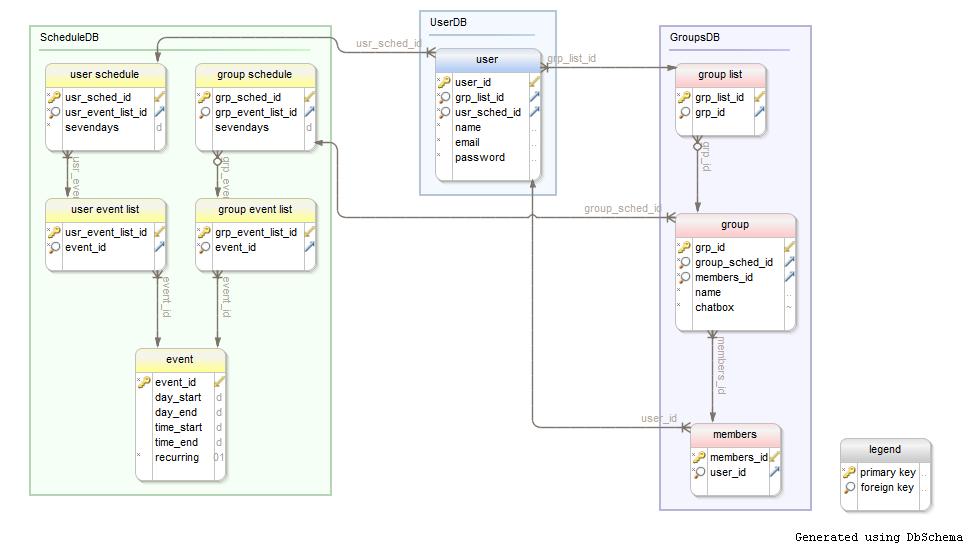 ScheduleDB
user schedule
usr_sched_id
usr_event_list_id
sevendays d
group schedule
grp_sched_id
grp_event_list_id
sevendays d
usr_even
grp_eve
user event list
usr_event_list_id
event_id
group event list
grp_event_list_id
event_id
event_id
event_id
event
event_id
day_start d
day_end d
time_start d
time_end d
recurring 01
usr_sched_id
UserDB
user
user_id
grp_list_id
usr_sched_id
name ..
email ..
password ..
grp_list_id
group_sched_id
user_id
GroupsDB
group list
grp_list_id
grp_id
grp_id
group
grp_id
group_sched_id
members_id
name ..
chatbox ~
members_id
members
members_id
user_id
legend
primary key ..
foreign key ..
Generated using DbSchema